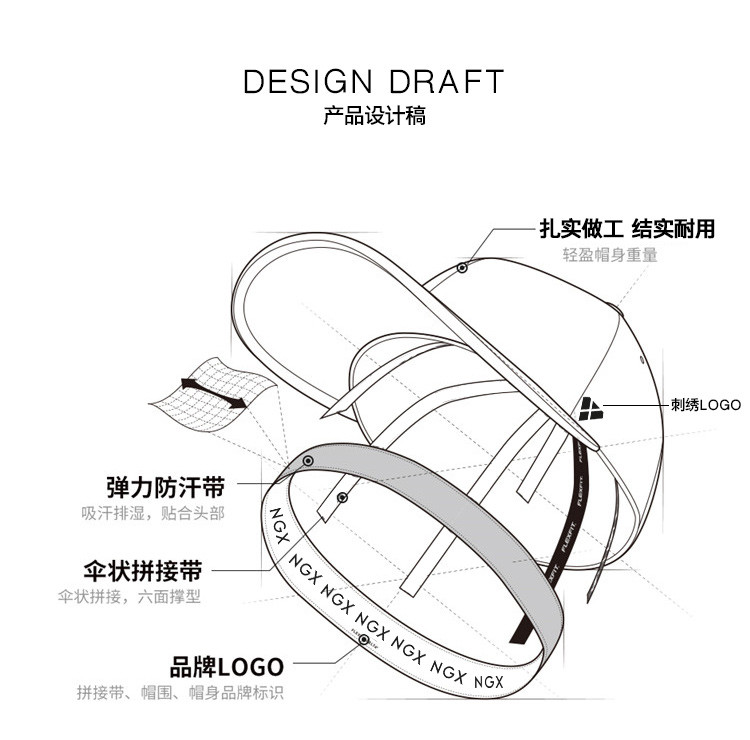 DESIGN DRAFT
产品设计稿
扎实做工 结实耐用
轻盈帽身重量
刺绣LOGO
弹力防汗带
吸汗排湿，贴合头部
伞状拼接带
伞状拼接，六面撑型
品牌LOGO
拼接带、帽围、帽身品牌标识
NGX
NGX
NGX
NGX
NGX
NGX
NGX
FLEXFIT.
FLEXFIT.
FLEXFIT.